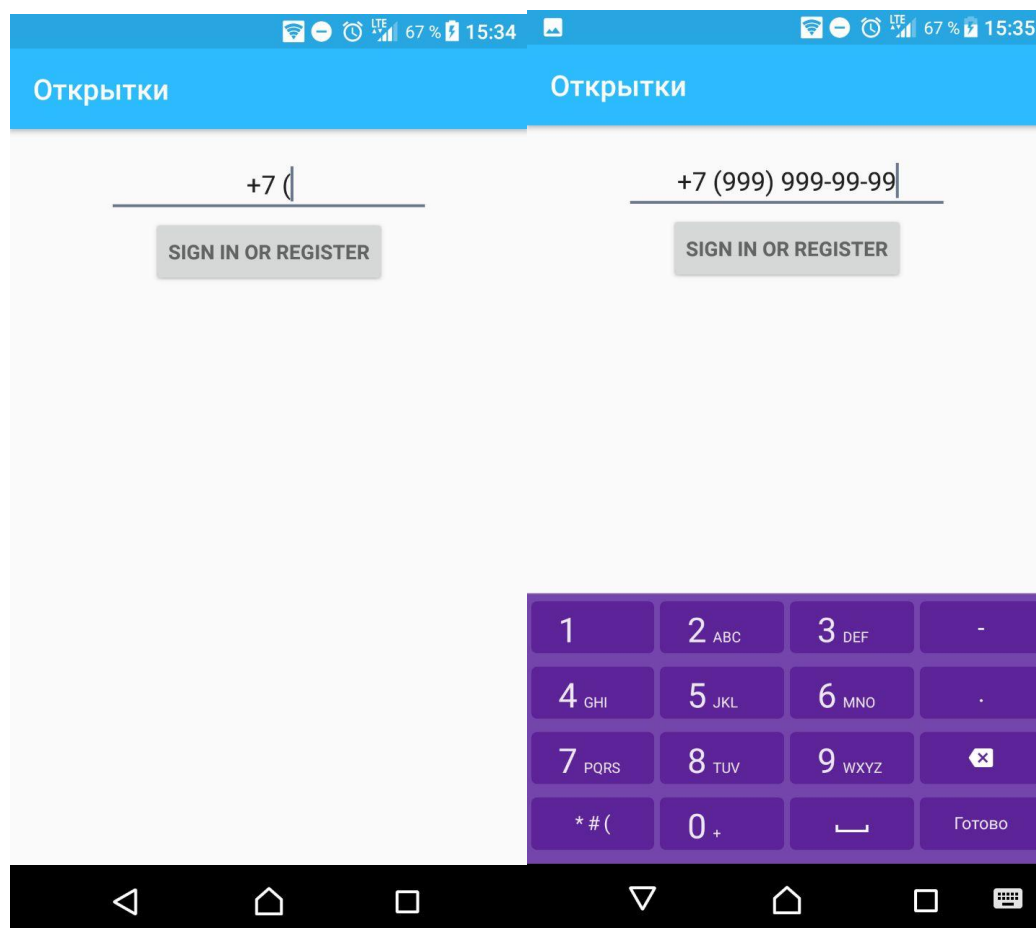 LTE 67 % 15:34
Открытки
+7 (
SIGN IN OR REGISTER
LTE 67 % 15:35
Открытки
+7 (999) 999-99-99
SIGN IN OR REGISTER
1 2 ABC 3 DEF -
4 GHI 5 JKL 6 MNO .
7 PQRS 8 TUV 9 WXYZ
* # ( 0 + Готово